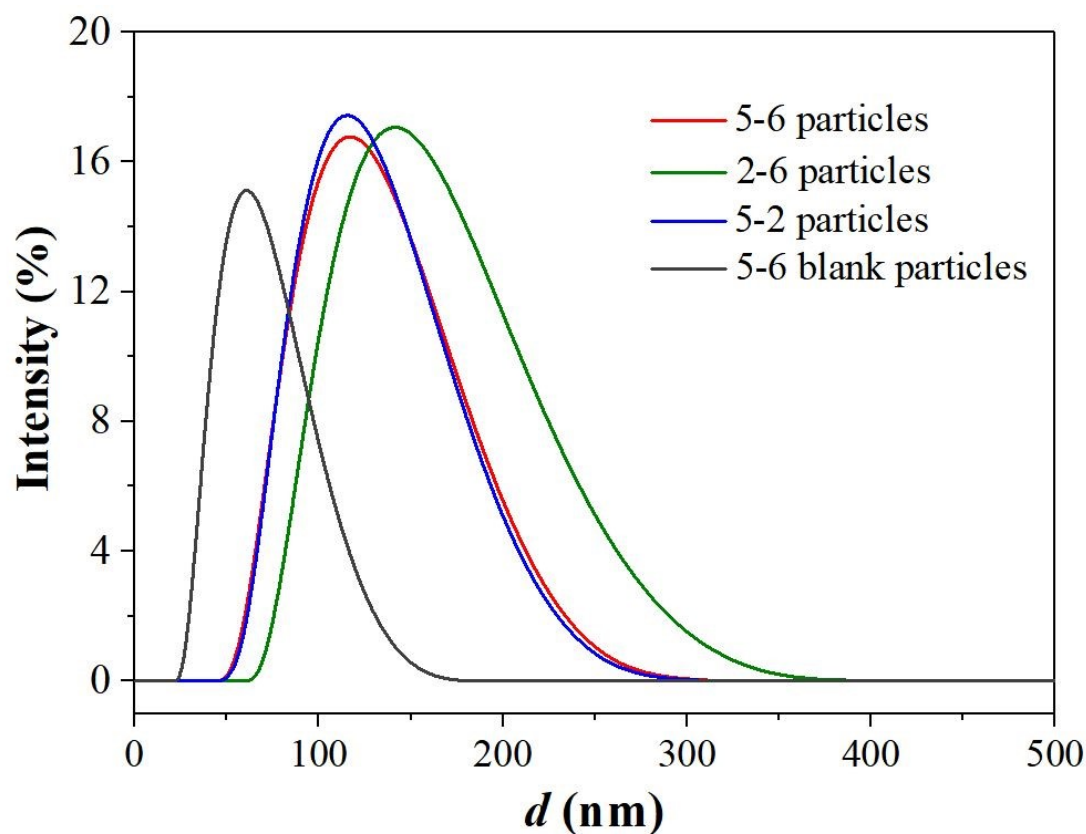 20
16
12
8
4
0
Intensity (%)
5-6 particles
2-6 particles
5-2 particles
5-6 blank particles
0 100 200 300 400 500
d (nm)